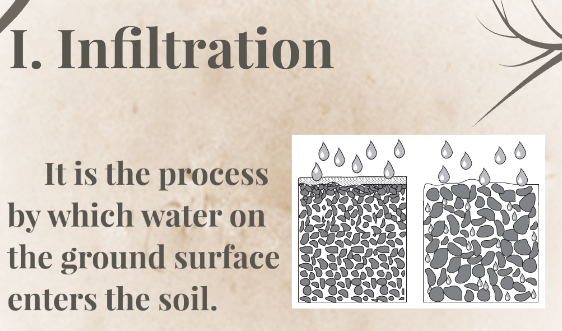 I. Infiltration
It is the process
by which water on
the ground surface
enters the soil.